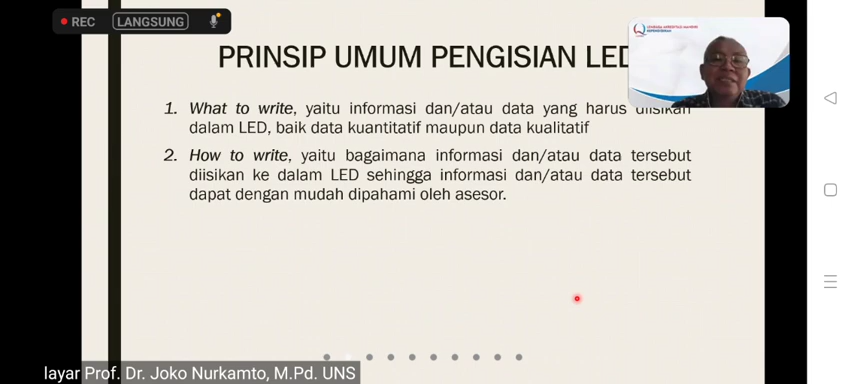 REC LANGSUNG
PRINSIP UMUM PENGISIAN LED
1. What to write, yaitu informasi dan/atau data yang harus diisikan
dalam LED, baik data kuantitatif maupun data kualitatif
2. How to write, yaitu bagaimana informasi dan/atau data tersebut
diisikan ke dalam LED sehingga informasi dan/atau data tersebut
dapat dengan mudah dipahami oleh asesor.
layar Prof. Dr. Joko Nurkamto, M.Pd. UNS